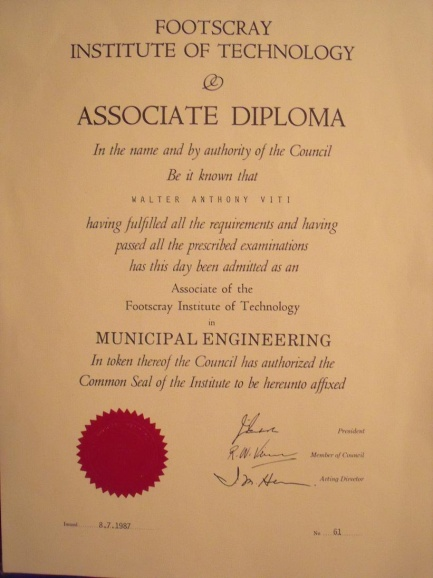 FOOTSCRAY
INSTITUTE OF TECHNOLOGY
ASSOCIATE DIPLOMA
In the name and by authority of the Council
Be it known that
WALTER ANTHONY VITI
having fulfilled all the requirements and having
passed all the prescribed examinations
has this day been admitted as an
Associate of the
Footscray Institute of Technology
in
MUNICIPAL ENGINEERING
In token thereof the Council has authorized the
Common Seal of the Institute to be hereunto affixed
President
Member of Council
Acting Director
Issued 8.7.1987
No 61